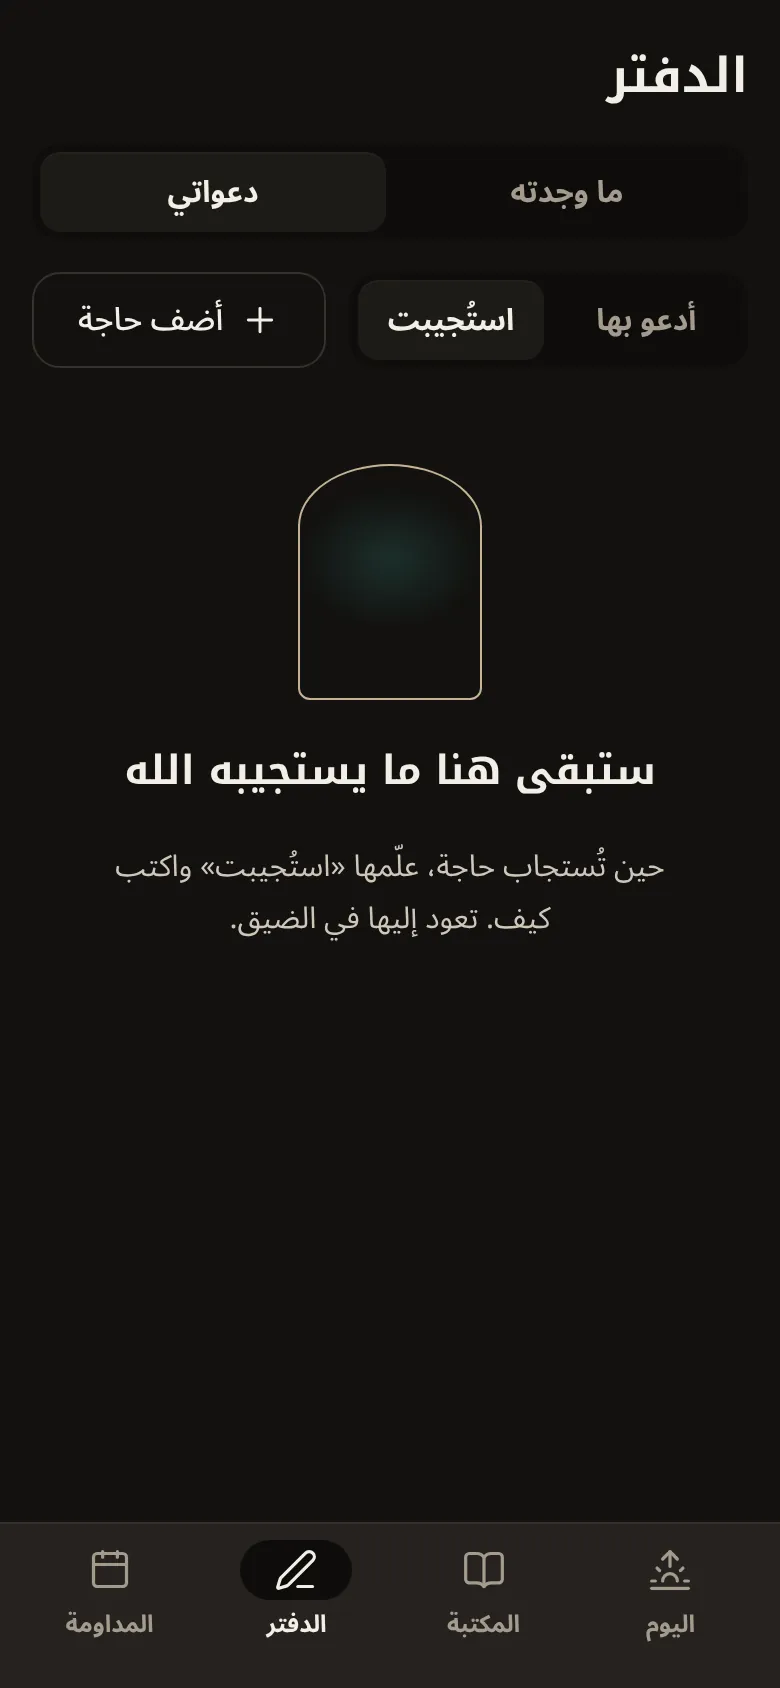 الدفتر
ما وجدته
دعواتي
أدعو بها
استُجيبت
أضف حاجة
ستبقى هنا ما يستجيبه الله
حين تُستجاب حاجة، علّمها «استُجيبت» واكتب
كيف. تعود إليها في الضيق.
اليوم
المكتبة
الدفتر
المداومة